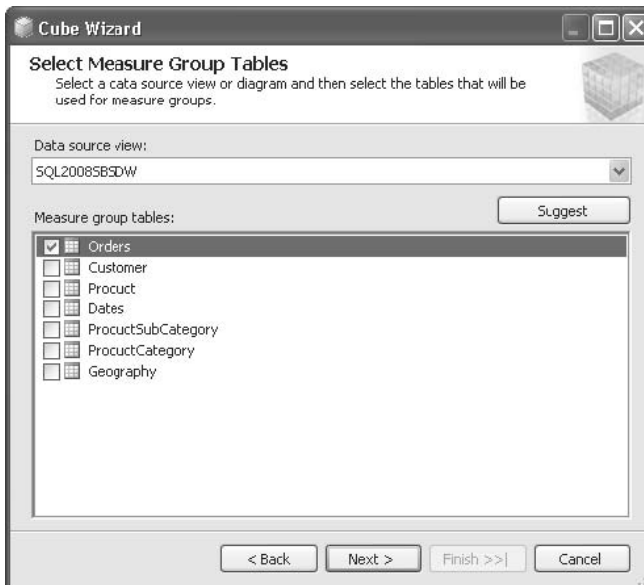 Cube Wizard
Select Measure Group Tables
Select a cata source view or diagram and then select the tables that will be
used for measure groups.
Data source view:
SQL2008SBSDW
Suggest
Measure group tables:
Orders
Customer
Procuct
Dates
ProcuctSubCategory
ProcuctCategory
Geography
< Back
Next >
Finish >>|
Cancel